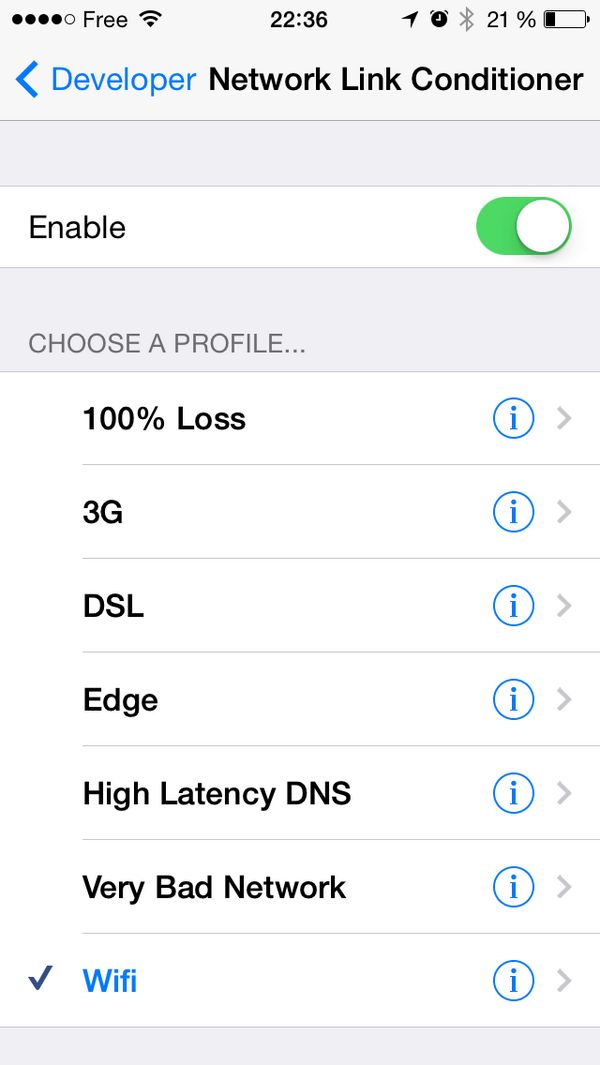 Free 22:36 21 %
Developer Network Link Conditioner
Enable
CHOOSE A PROFILE...
100% Loss
3G
DSL
Edge
High Latency DNS
Very Bad Network
Wifi